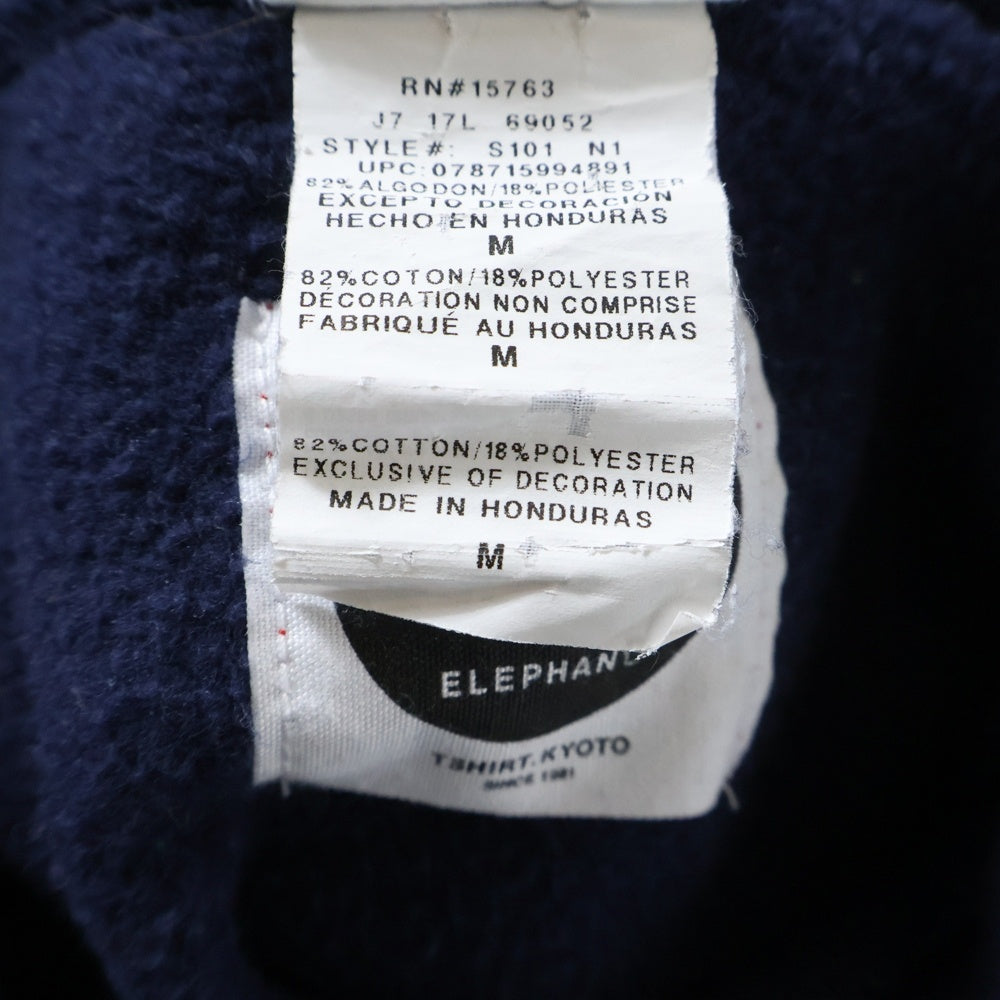 RN#15763
J7 17L 69052
STYLE#: S101 N1
UPC:078715994891
82%ALGODON/18%POLIESTER
EXCEPTO DECORACION
HECHO EN HONDURAS
M
82%COTON/18%POLYESTER
DÉCORATION NON COMPRISE
FABRIQUÉ AU HONDURAS
M
82%COTTON/18%POLYESTER
EXCLUSIVE OF DECORATION
MADE IN HONDURAS
M
ELEPHAN
TSHIRT.KYOTO
SINCE 1981